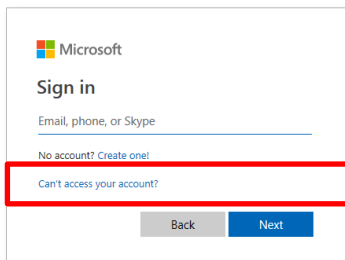 Microsoft
Sign in
Email, phone, or Skype
No account? Create one!
Can't access your account?
Back Next